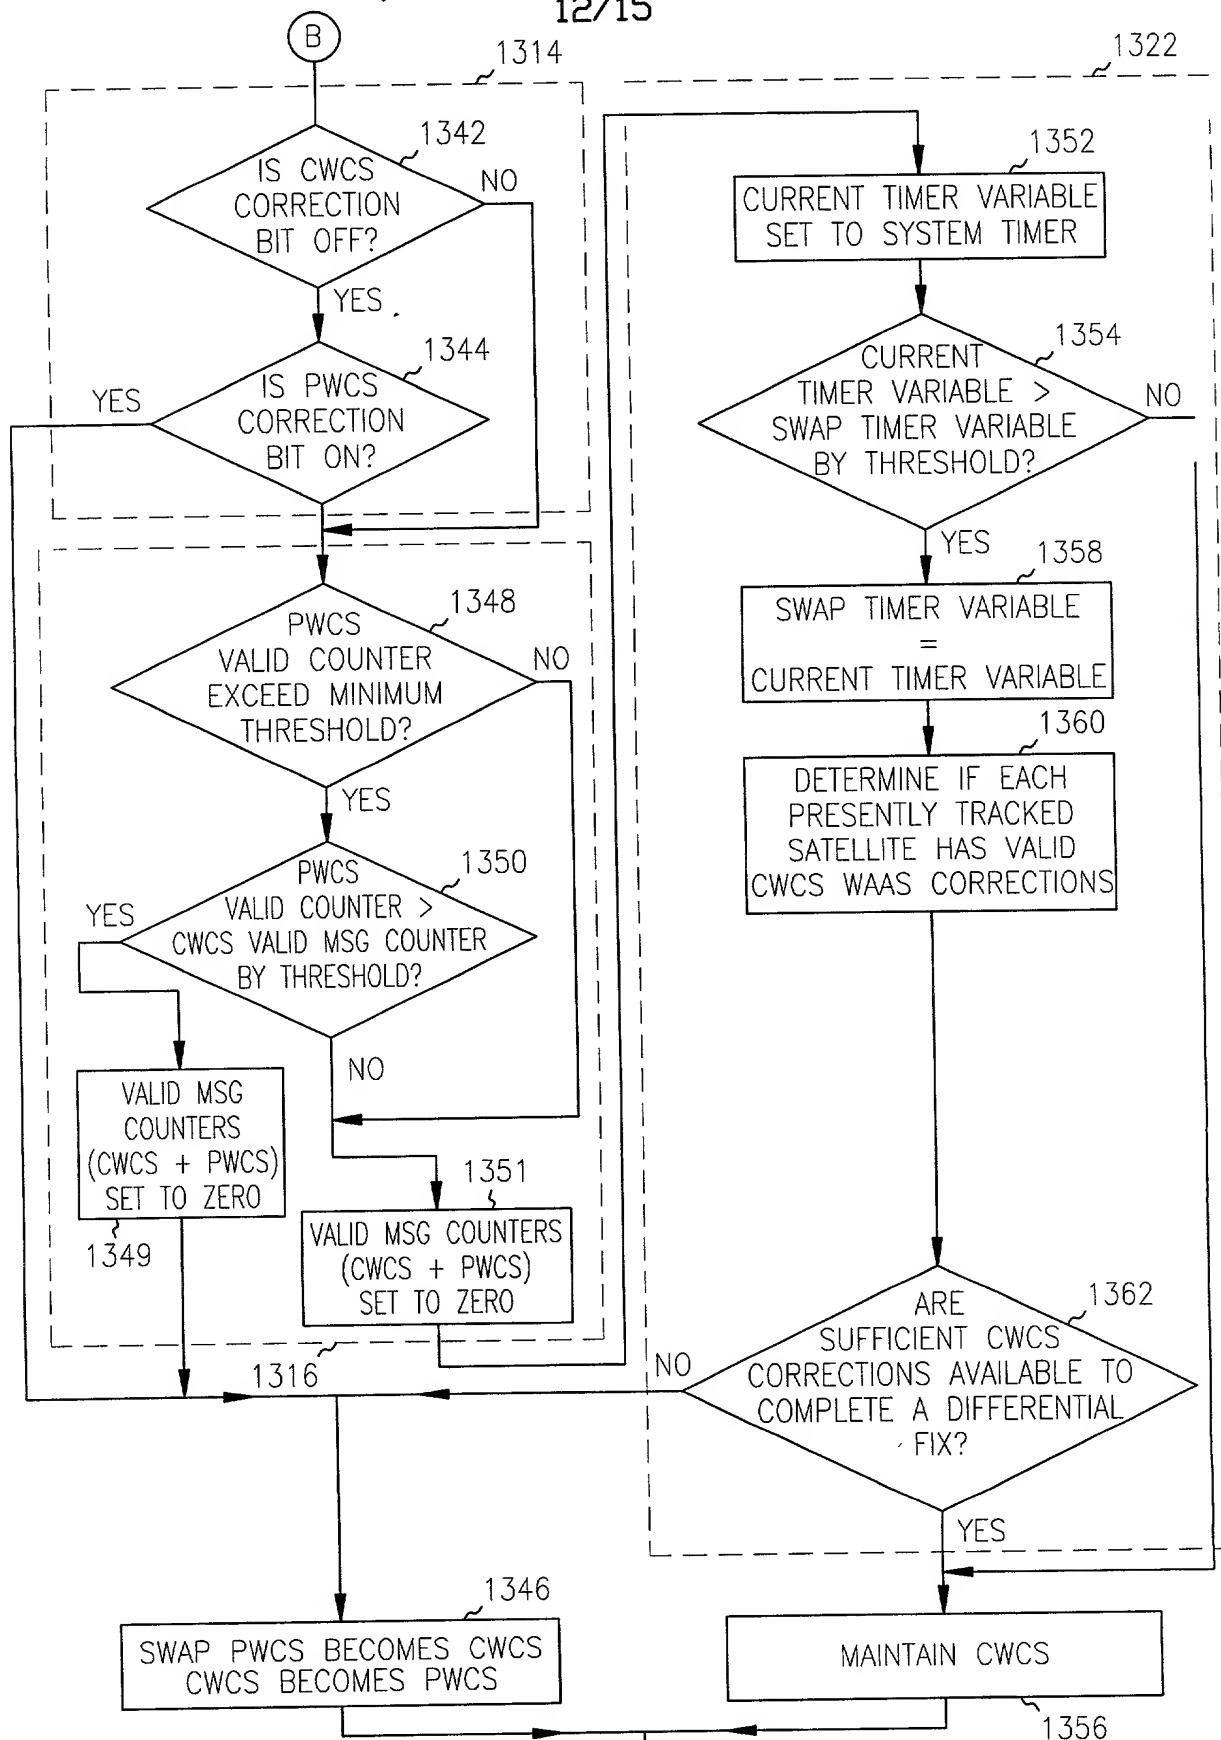 12/15
B
1314
1342
IS CWCS
CORRECTION
BIT OFF?
NO
YES
1344
IS PWCS
CORRECTION
BIT ON?
YES
1348
PWCS
VALID COUNTER
EXCEED MINIMUM
THRESHOLD?
NO
YES
1350
PWCS
VALID COUNTER >
CWCS VALID MSG COUNTER
BY THRESHOLD?
YES
NO
VALID MSG
COUNTERS
(CWCS + PWCS)
SET TO ZERO
1349
1351
VALID MSG COUNTERS
(CWCS + PWCS)
SET TO ZERO
1316
1346
SWAP PWCS BECOMES CWCS
CWCS BECOMES PWCS
1322
1352
CURRENT TIMER VARIABLE
SET TO SYSTEM TIMER
1354
CURRENT
TIMER VARIABLE >
SWAP TIMER VARIABLE
BY THRESHOLD?
NO
YES
1358
SWAP TIMER VARIABLE
=
CURRENT TIMER VARIABLE
1360
DETERMINE IF EACH
PRESENTLY TRACKED
SATELLITE HAS VALID
CWCS WAAS CORRECTIONS
1362
ARE
SUFFICIENT CWCS
CORRECTIONS AVAILABLE TO
COMPLETE A DIFFERENTIAL
FIX?
NO
YES
MAINTAIN CWCS
1356